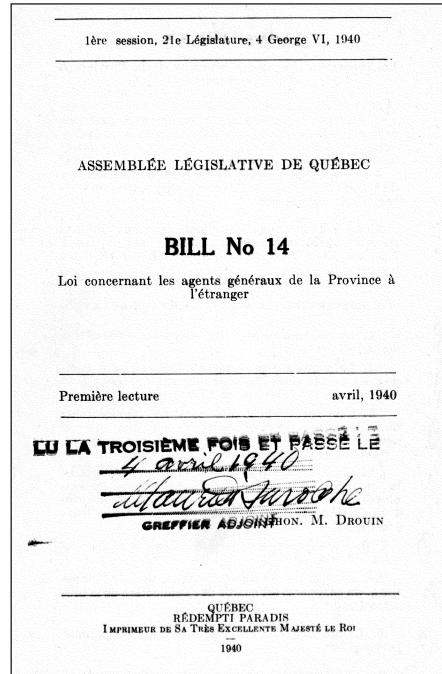 1ère session, 21e Législature, 4 George VI, 1940
ASSEMBLÉE LÉGISLATIVE DE QUÉBEC
BILL No 14
Loi concernant les agents généraux de la Province à
l'étranger
Première lecture avril, 1940
LU LA TROISIÈME FOIS ET PASSÉ LE
4 avril 1940
GREFFIER ADJOINT
HON. M. DROUIN
QUÉBEC
RÉDEMPTI PARADIS
IMPRIMEUR DE SA TRÈS EXCELLENTE MAJESTÉ LE ROI
1940